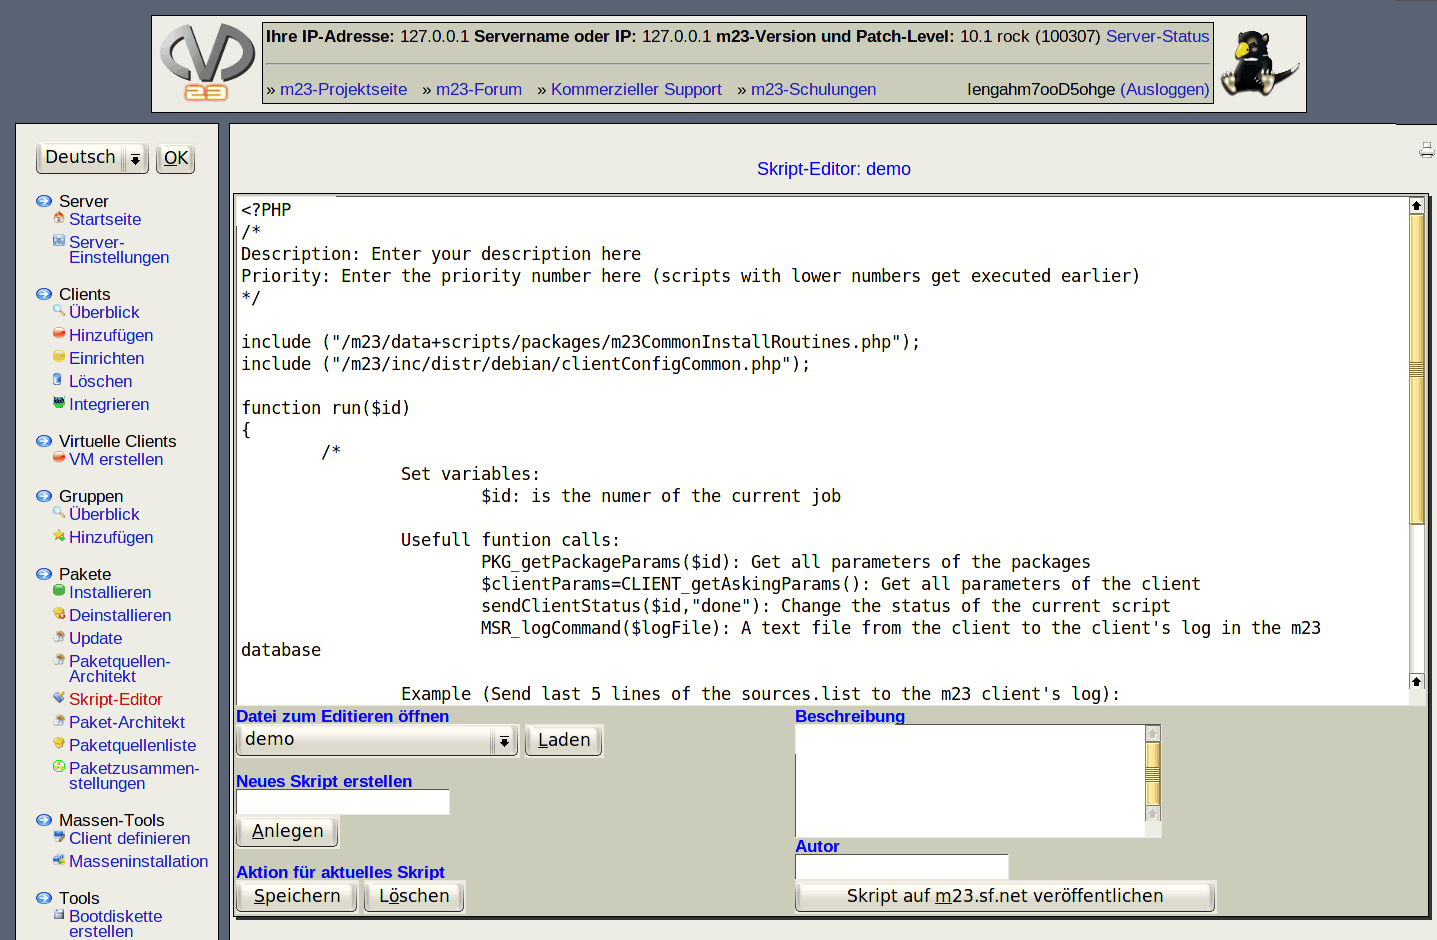 23
Ihre IP-Adresse: 127.0.0.1 Servername oder IP: 127.0.0.1 m23-Version und Patch-Level: 10.1 rock (100307) Server-Status
» m23-Projektseite » m23-Forum » Kommerzieller Support » m23-Schulungen Iengahm7ooD5ohge (Ausloggen)
Deutsch OK
Server
Startseite
Server-
Einstellungen
Clients
Überblick
Hinzufügen
Einrichten
Löschen
Integrieren
Virtuelle Clients
VM erstellen
Gruppen
Überblick
Hinzufügen
Pakete
Installieren
Deinstallieren
Update
Paketquellen-
Architekt
Skript-Editor
Paket-Architekt
Paketquellenliste
Paketzusammen-
stellungen
Massen-Tools
Client definieren
Masseninstallation
Tools
Bootdiskette
erstellen
Skript-Editor: demo
<?PHP
/*
Description: Enter your description here
Priority: Enter the priority number here (scripts with lower numbers get executed earlier)
*/
include ("/m23/data+scripts/packages/m23CommonInstallRoutines.php");
include ("/m23/inc/distr/debian/clientConfigCommon.php");
function run($id)
{
/*
Set variables:
$id: is the numer of the current job
Usefull funtion calls:
PKG_getPackageParams($id): Get all parameters of the packages
$clientParams=CLIENT_getAskingParams(): Get all parameters of the client
sendClientStatus($id,"done"): Change the status of the current script
MSR_logCommand($logFile): A text file from the client to the client's log in the m23
database
Example (Send last 5 lines of the sources.list to the m23 client's log):
Datei zum Editieren öffnen
demo Laden
Neues Skript erstellen
Anlegen
Aktion für aktuelles Skript
Speichern Löschen
Beschreibung
Autor
Skript auf m23.sf.net veröffentlichen